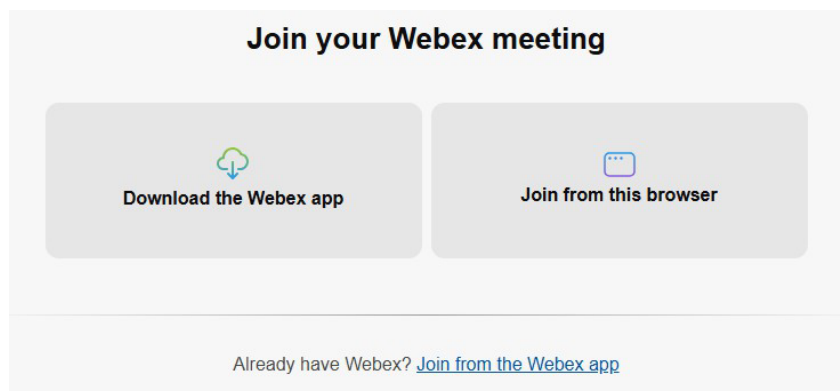 Join your Webex meeting
Download the Webex app
Join from this browser
Already have Webex? Join from the Webex app